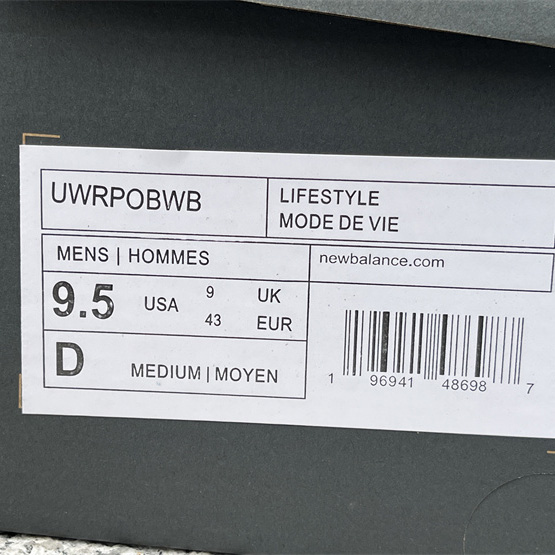 UWRPOBWB
LIFESTYLE
MODE DE VIE
MENS | HOMMES
newbalance.com
9.5 USA 9 UK
43 EUR
D MEDIUM | MOYEN
1 96941 48698 7